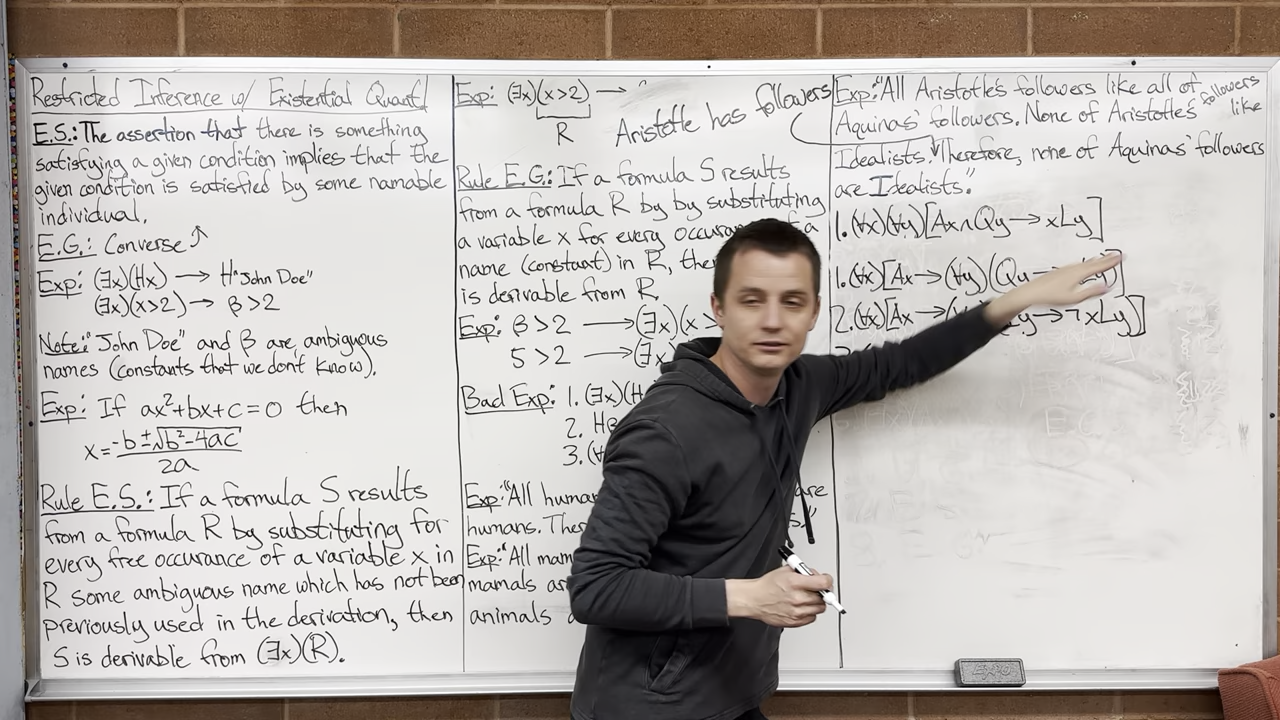 Restricted Inference w/ Existential Quant.
E.S.: The assertion that there is something
satisfying a given condition implies that the
given condition is satisfied by some namable
individual.
E.G.: Converse ↑
Exp: (∃x)(Hx) → H"John Doe"
(∃x)(x>2) → β>2
Note: "John Doe" and β are ambiguous
names (constants that we don't know).
Exp: If ax²+bx+c=0 then
x = -b±√b²-4ac
2a
Rule E.S.: If a formula S results
from a formula R by substituting for
every free occurance of a variable x in
R some ambiguous name which has not been
previously used in the derivation, then
S is derivable from (∃x)(R).
Exp: (∃x)(x>2) →
R
Aristotle has followers
Rule E.G.: If a formula S results
from a formula R by by substituting
a variable x for every of a
name (constant) in R,
is derivable from R
Exp: β>2 → (∃x)(x>
5>2 → (∃x)
Bad Exp: 1. (∃x)(H
2. H
3. (∀
Exp: "All human are
humans.
Exp: "All mam
mamals
animals
Exp: "All Aristotle's followers like all of
Aquinas' followers. None of Aristotle's followers like
Idealists. Therefore, none of Aquinas' followers
are Idealists."
1. (∀x)(∀y)[Ax∧Qy → xLy]
1. (∀x)[Ax → (∀y)(Qy → Ly)]
2. (∀x)[Ax → y → ¬xLy)]
EXPO